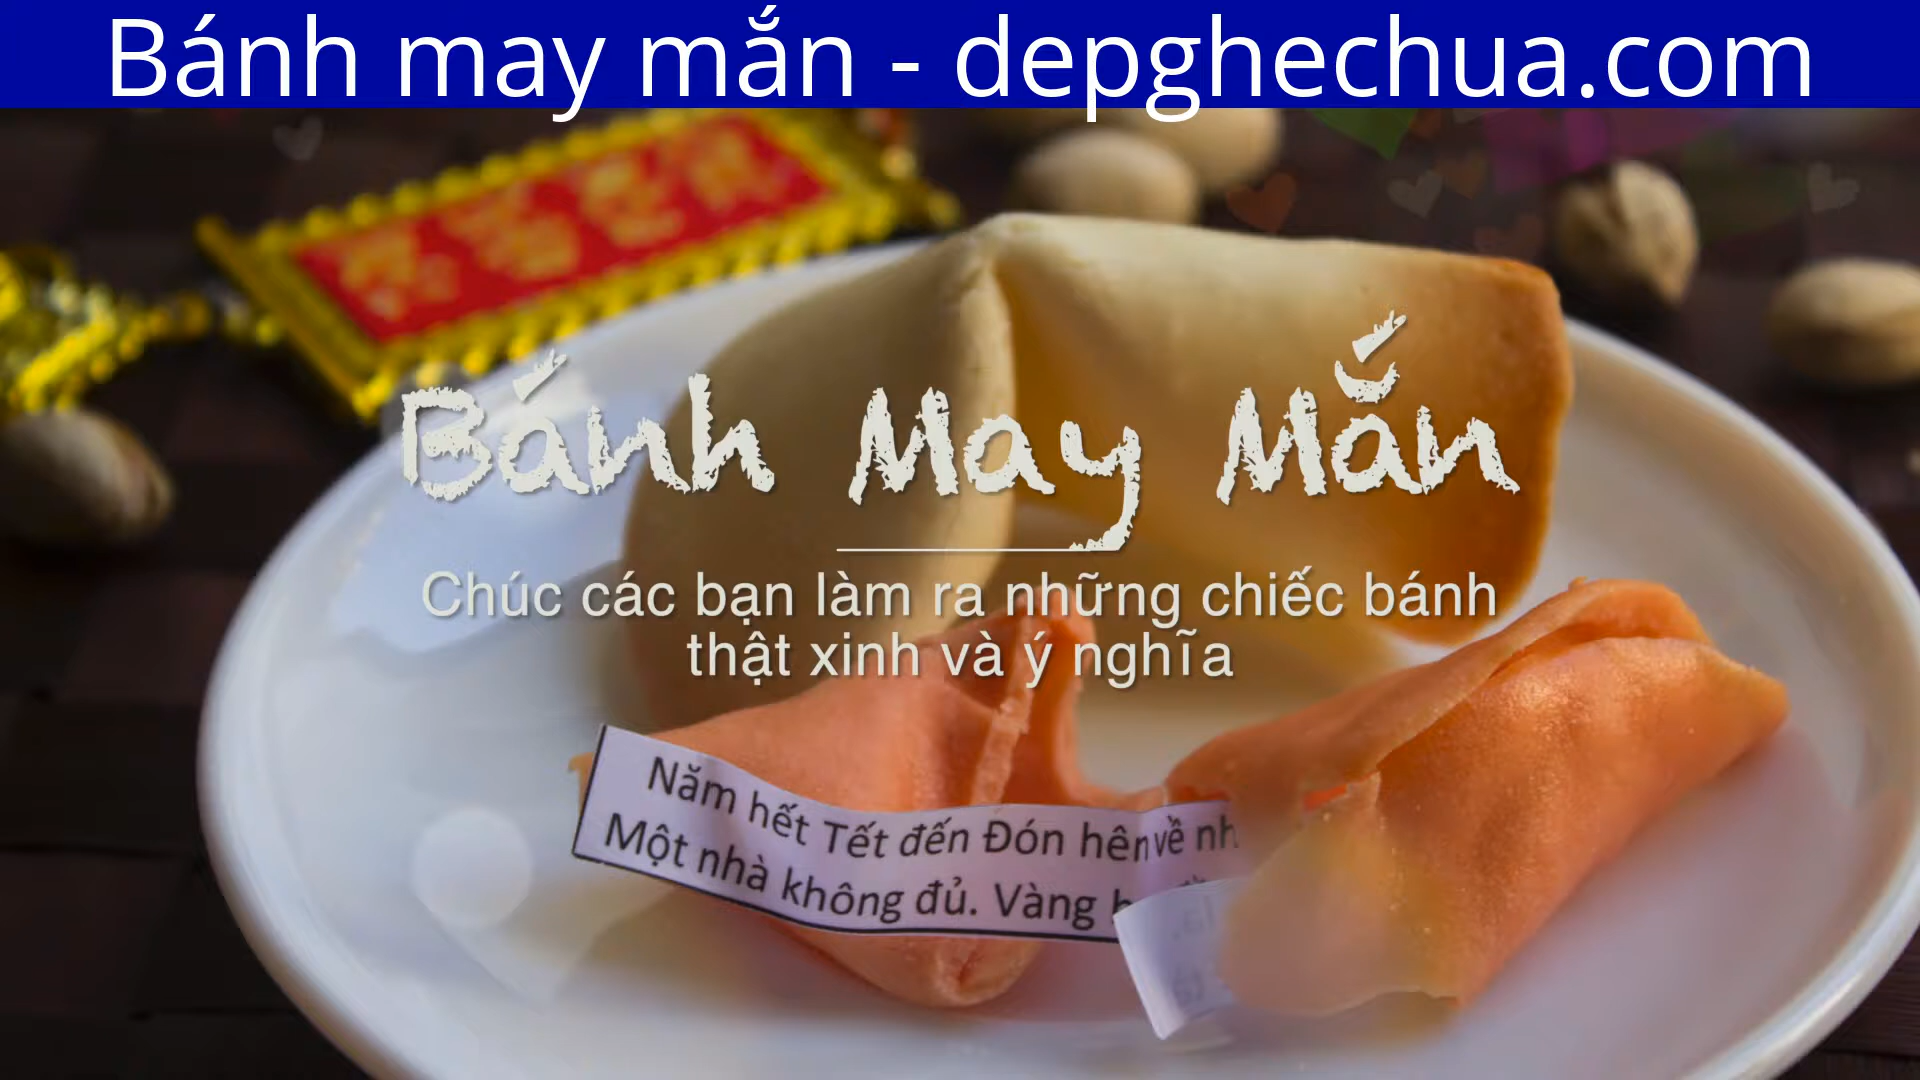 Bánh may mắn - depghechua.com
Bánh May Mắn
Chúc các bạn làm ra những chiếc bánh
thật xinh và ý nghĩa
Năm hết Tết đến Đón hên về
Một nhà không đủ. Vàng